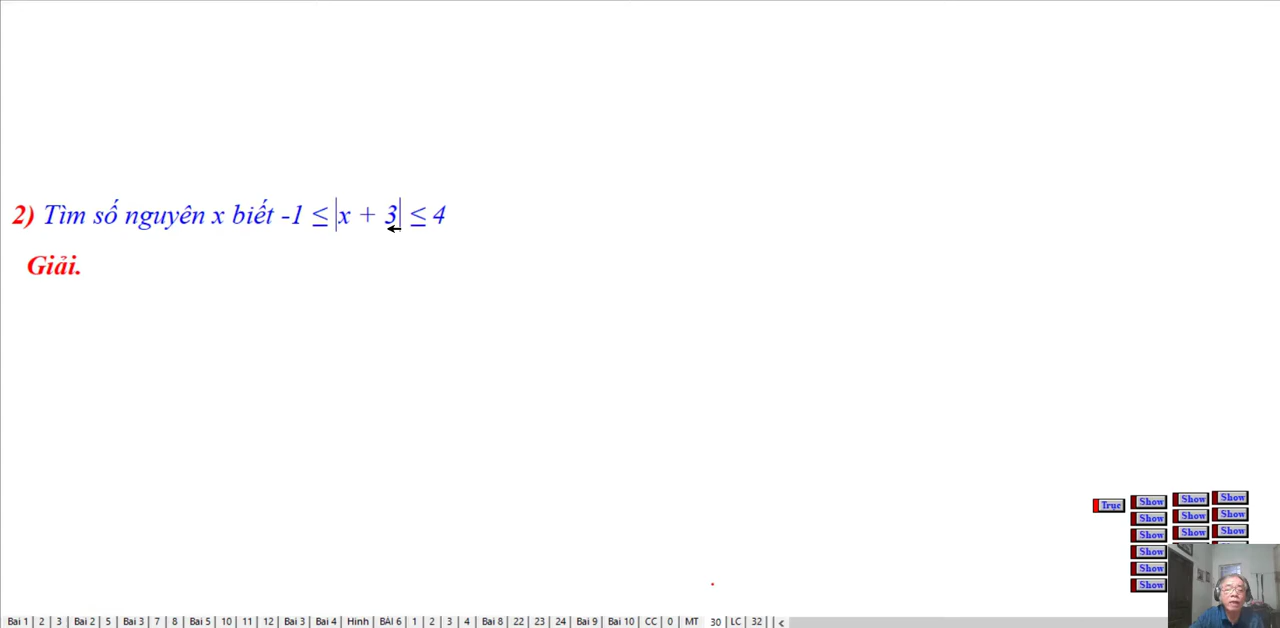 2) Tìm số nguyên x biết -1 ≤ |x + 3| ≤ 4
Giải.
Trục Show Show Show
Show Show Show
Show Show Show
Show
Show
Show
Bai 1 | 2 | 3 | Bai 2 | 5 | Bai 3 | 7 | 8 | Bai 5 | 10 | 11 | 12 | Bai 3 | Bai 4 | Hinh | BÀI 6 | 1 | 2 | 3 | 4 | Bai 8 | 22 | 23 | 24 | Bai 9 | Bai 10 | CC | 0 | MT 30 | LC | 32 | | <